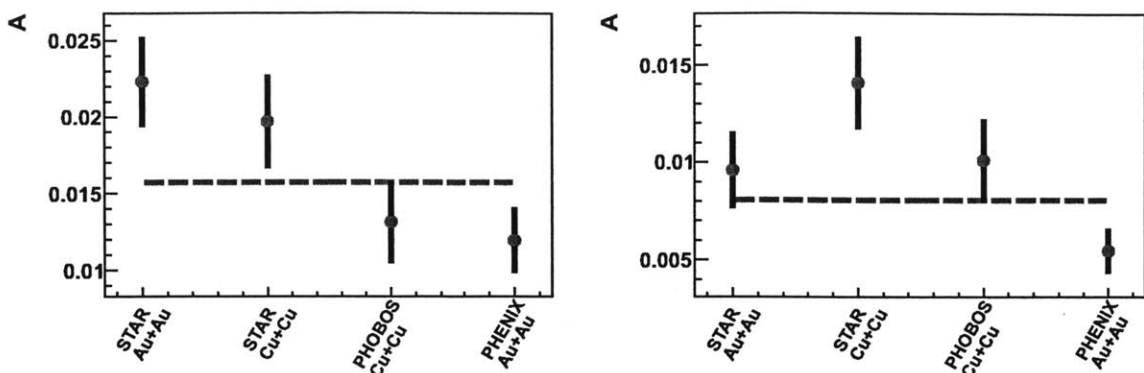 A
0.025
0.02
0.015
0.01
STAR
Au+Au
STAR
Cu+Cu
PHOBOS
Cu+Cu
PHENIX
Au+Au
A
0.015
0.01
0.005
STAR
Au+Au
STAR
Cu+Cu
PHOBOS
Cu+Cu
PHENIX
Au+Au